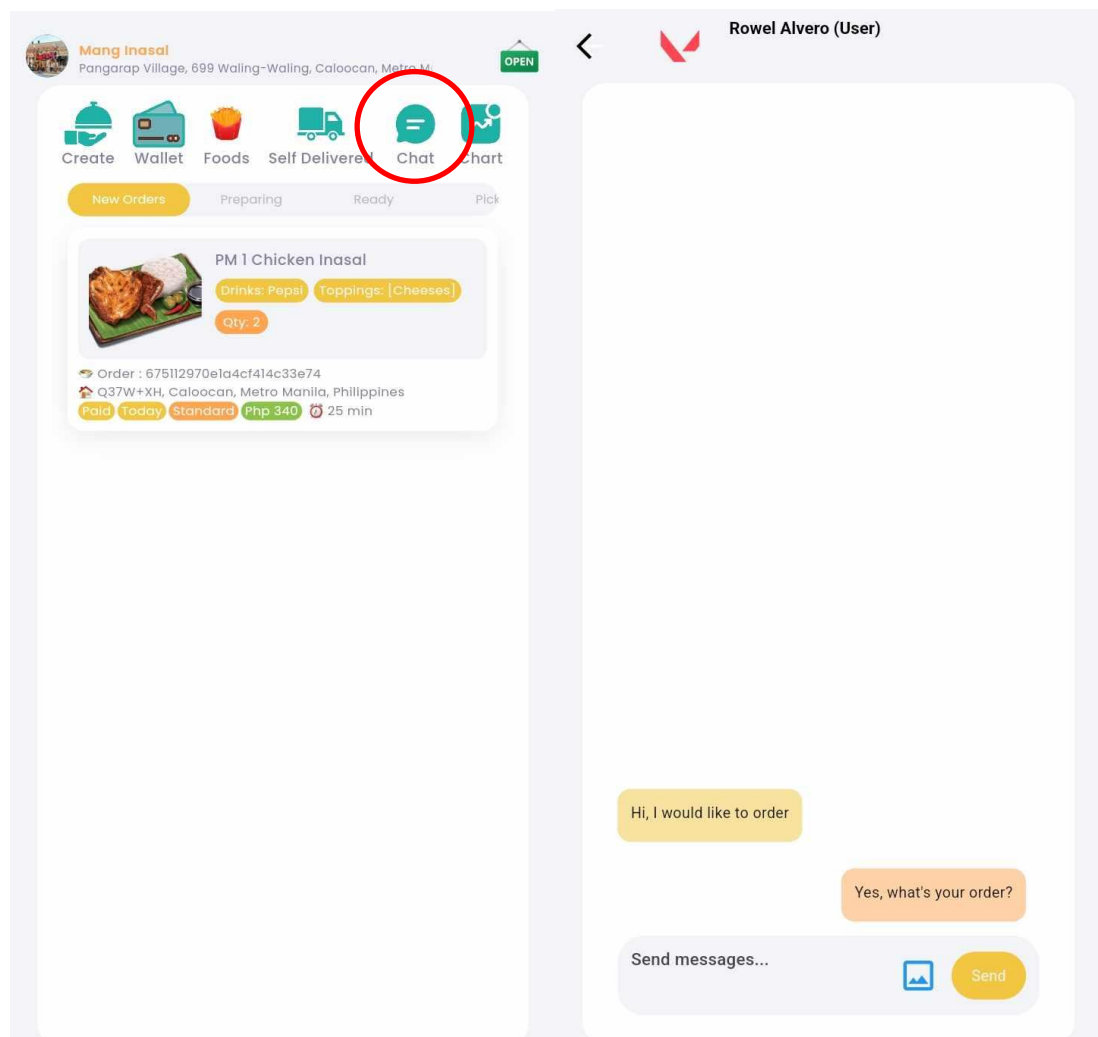 Mang Inasal
Pangarap Village, 699 Waling-Waling, Caloocan, Metro M
OPEN
Create Wallet Foods Self Delivered Chat Chart
New Orders Preparing Ready Pick
PM 1 Chicken Inasal
Drinks: Pepsi Toppings: [Cheeses]
Qty: 2
Order : 675112970e1a4cf414c33e74
Q37W+XH, Caloocan, Metro Manila, Philippines
Paid Today Standard Php 340 25 min
Rowel Alvero (User)
Hi, I would like to order
Yes, what's your order?
Send messages...
Send